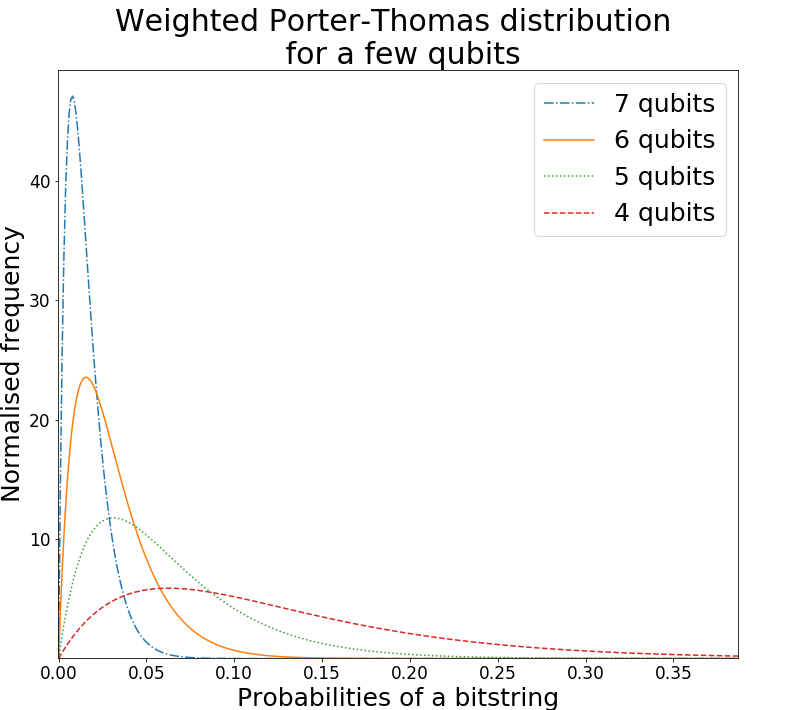 Weighted Porter-Thomas distribution
for a few qubits
7 qubits
6 qubits
5 qubits
4 qubits
Normalised frequency
40
30
20
10
0.00 0.05 0.10 0.15 0.20 0.25 0.30 0.35
Probabilities of a bitstring